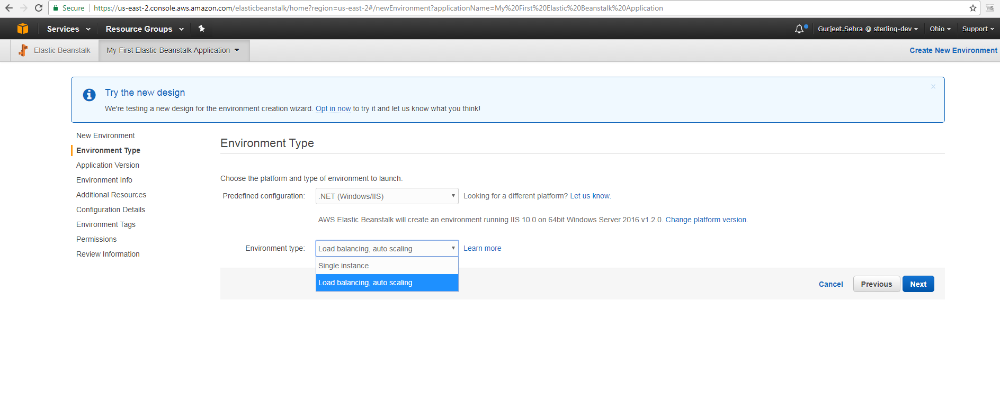 Secure https://us-east-2.console.aws.amazon.com/elasticbeanstalk/home?region=us-east-2#/newEnvironment?applicationName=My%20First%20Elastic%20Beanstalk%20Application
Services Resource Groups Gurjeet.Sehra @ sterling-dev Ohio Support
Elastic Beanstalk My First Elastic Beanstalk Application Create New Environment
Try the new design ×
We're testing a new design for the environment creation wizard. Opt in now to try it and let us know what you think!
New Environment
Environment Type
Application Version
Environment Info
Additional Resources
Configuration Details
Environment Tags
Permissions
Review Information
Environment Type
Choose the platform and type of environment to launch.
Predefined configuration: .NET (Windows/IIS) Looking for a different platform? Let us know.
AWS Elastic Beanstalk will create an environment running IIS 10.0 on 64bit Windows Server 2016 v1.2.0. Change platform version.
Environment type: Load balancing, auto scaling Learn more
Single instance
Load balancing, auto scaling
Cancel Previous Next